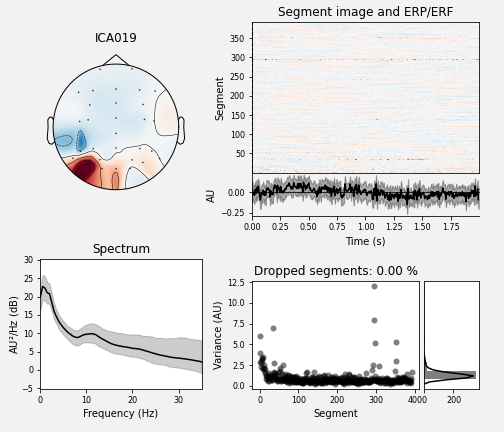 ICA019
Segment image and ERP/ERF
350
300
250
200
150
100
50
Segment
0.00
-0.25
AU
0.00 0.25 0.50 0.75 1.00 1.25 1.50 1.75
Time (s)
Spectrum
30
25
20
15
10
5
0
−5
AU²/Hz (dB)
0 10 20 30
Frequency (Hz)
Dropped segments: 0.00 %
12.5
10.0
7.5
5.0
2.5
0.0
Variance (AU)
0 100 200 300 400
Segment
0 200